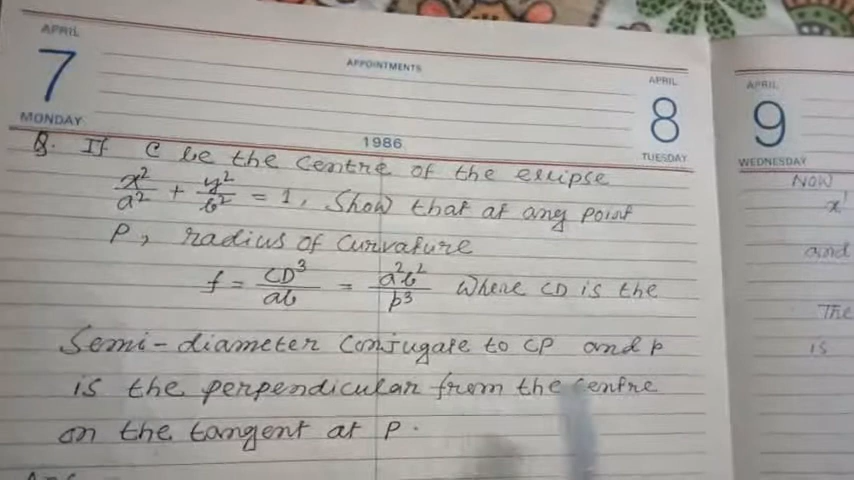 APRIL
7
MONDAY
APPOINTMENTS
1986
APRIL
8
TUESDAY
APRIL
9
WEDNESDAY
Q. If C be the centre of the ellipse
x²/a² + y²/b² = 1, Show that at any point
P, radius of Curvature
f = CD³/ab = a²b²/p³ Where CD is the
Semi-diameter Conjugate to CP and p
is the perpendicular from the Centre
on the tangent at P.
Now
x'
and
The
is